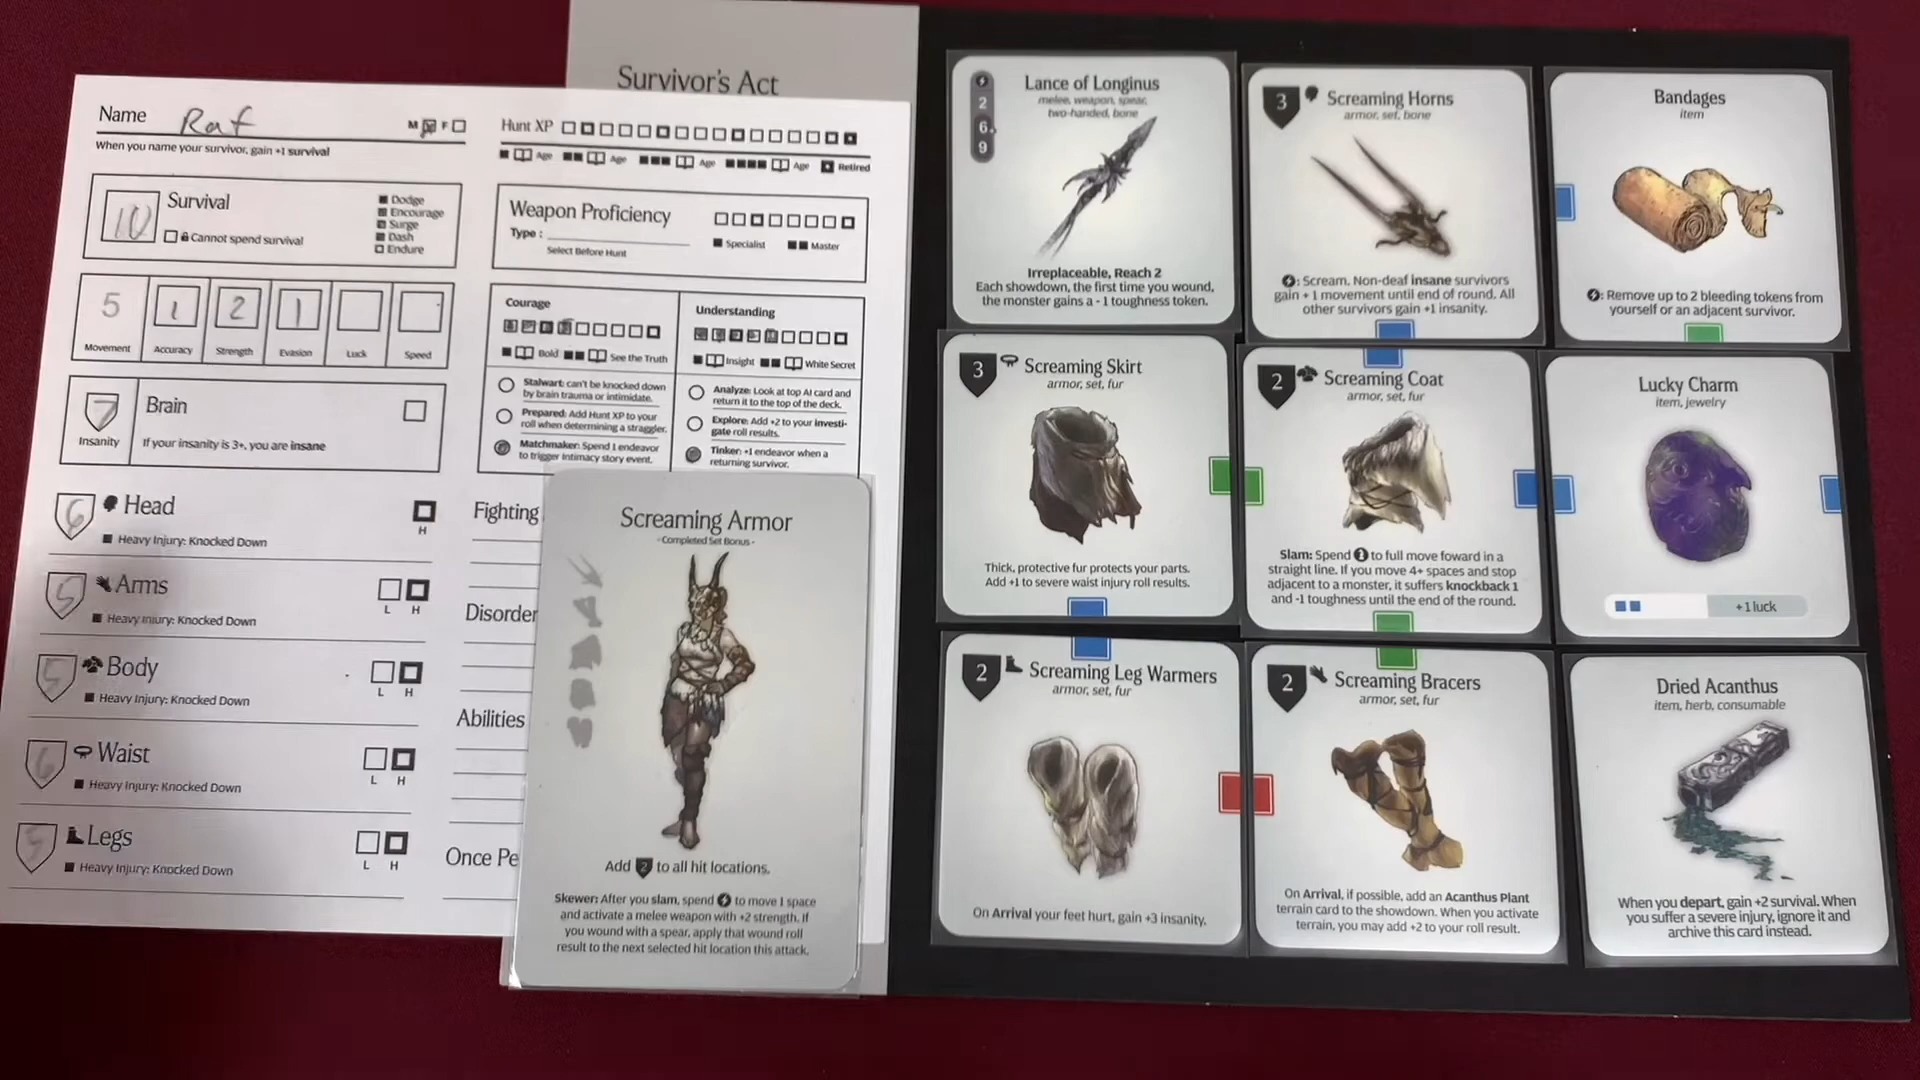 Survivor's Act
Name Raf M F
When you name your survivor, gain +1 survival
10 Survival
Cannot spend survival
Dodge
Encourage
Surge
Dash
Endure
5 1 2 1
Movement Accuracy Strength Evasion Luck Speed
7 Brain
Insanity If your insanity is 3+, you are insane
6 Head
H
Heavy Injury: Knocked Down
5 Arms
L H
Heavy Injury: Knocked Down
5 Body
L H
Heavy Injury: Knocked Down
6 Waist
L H
Heavy Injury: Knocked Down
5 Legs
L H
Heavy Injury: Knocked Down
Hunt XP
Age Age Age Age Retired
Weapon Proficiency
Type :
Select Before Hunt
Specialist Master
Courage
Bold See the Truth
Stalwart: can't be knocked down
by brain trauma or intimidate.
Prepared: Add Hunt XP to your
roll when determining a straggler.
Matchmaker: Spend 1 endeavor
to trigger intimacy story event.
Understanding
Insight White Secret
Analyze: Look at top AI card and
return it to the top of the deck.
Explore: Add +2 to your investi-
gate roll results.
Tinker: +1 endeavor when a
returning survivor.
Fighting
Disorder
Abilities
Once Pe
Screaming Armor
- Completed Set Bonus -
Add 2 to all hit locations.
Skewer: After you slam, spend to move 1 space
and activate a melee weapon with +2 strength. If
you wound with a spear, apply that wound roll
result to the next selected hit location this attack.
2
6+
9
Lance of Longinus
melee, weapon, spear,
two-handed, bone
Irreplaceable, Reach 2
Each showdown, the first time you wound,
the monster gains a - 1 toughness token.
3 Screaming Horns
armor, set, bone
: Scream. Non-deaf insane survivors
gain + 1 movement until end of round. All
other survivors gain +1 insanity.
Bandages
item
: Remove up to 2 bleeding tokens from
yourself or an adjacent survivor.
3 Screaming Skirt
armor, set, fur
Thick, protective fur protects your parts.
Add +1 to severe waist injury roll results.
2 Screaming Coat
armor, set, fur
Slam: Spend to full move foward in a
straight line. If you move 4+ spaces and stop
adjacent to a monster, it suffers knockback 1
and -1 toughness until the end of the round.
Lucky Charm
item, jewelry
+1 luck
2 Screaming Leg Warmers
armor, set, fur
On Arrival your feet hurt, gain +3 insanity.
2 Screaming Bracers
armor, set, fur
On Arrival, if possible, add an Acanthus Plant
terrain card to the showdown. When you activate
terrain, you may add +2 to your roll result.
Dried Acanthus
item, herb, consumable
When you depart, gain +2 survival. When
you suffer a severe injury, ignore it and
archive this card instead.